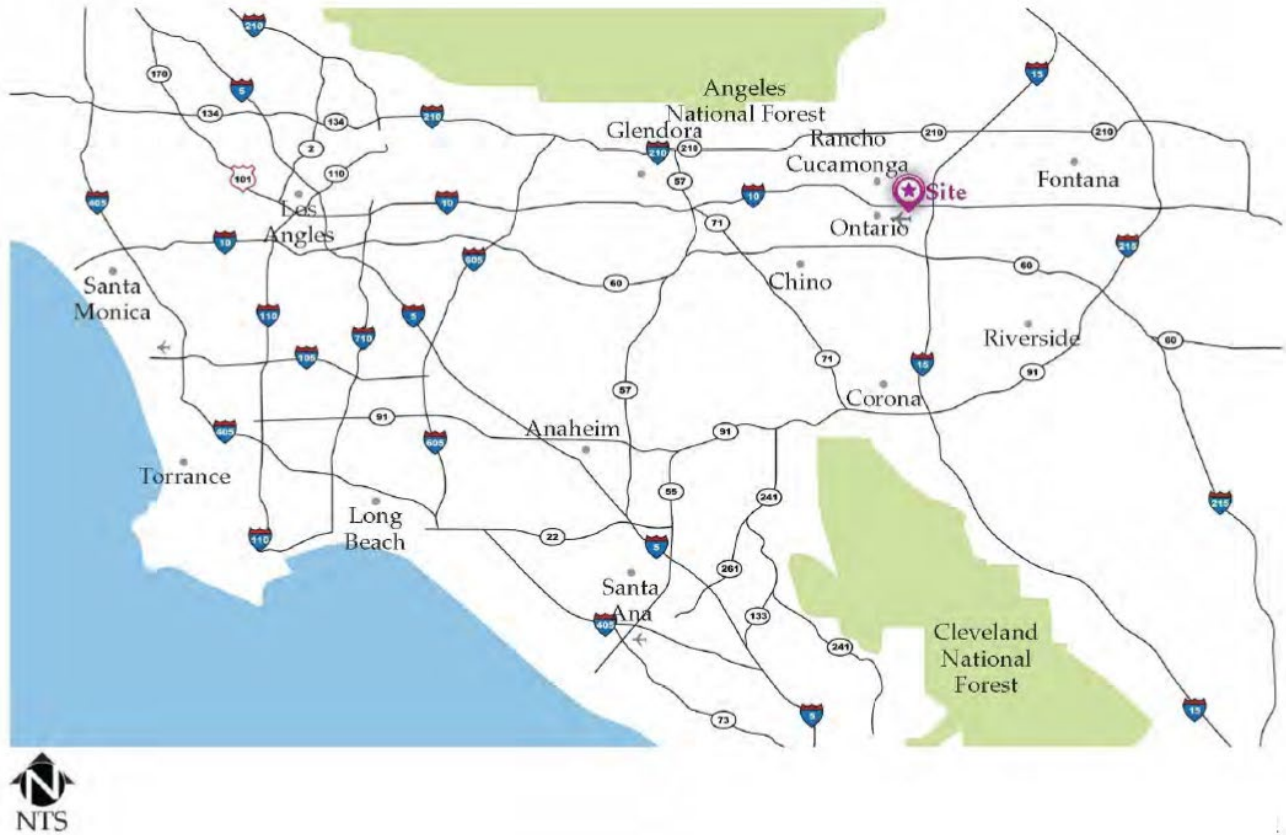 210
15
170
5
Angeles
National Forest
134
134
210
Glendora
210
210
Rancho
Cucamonga
210
210
2
110
101
57
10
Site
Fontana
405
10
Los
Angles
71
Ontario
10
605
215
60
60
Chino
Santa
Monica
110
5
710
Riverside
60
105
71
15
91
57
Corona
91
405
Anaheim
91
605
Torrance
55
241
215
Long
Beach
110
22
5
261
Santa
Ana
133
405
241
Cleveland
National
Forest
73
5
15
N
NTS